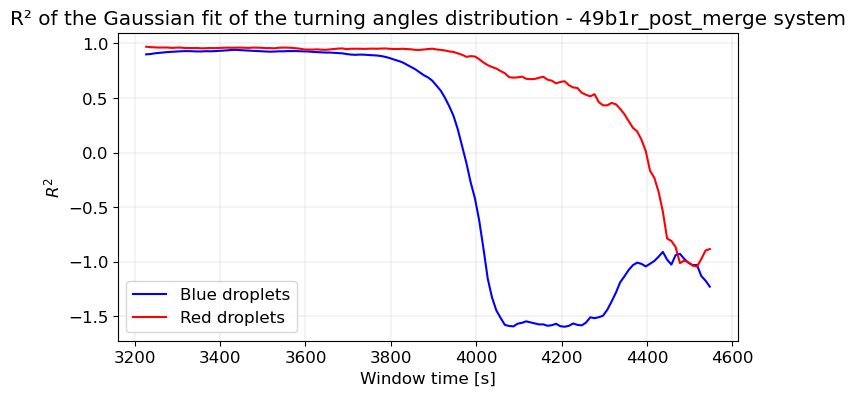 R² of the Gaussian fit of the turning angles distribution - 49b1r_post_merge system
1.0
0.5
0.0
−0.5
−1.0
−1.5
R²
Blue droplets
Red droplets
3200 3400 3600 3800 4000 4200 4400 4600
Window time [s]